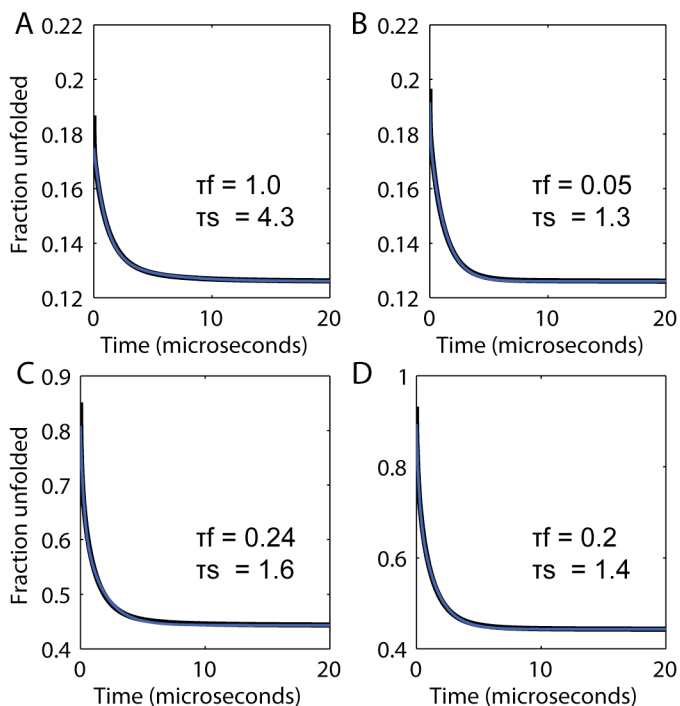 A
B
0.22
0.2
0.18
0.16
0.14
0.12
Fraction unfolded
τf = 1.0
τs = 4.3
0
10
20
Time (microseconds)
0.22
0.2
0.18
0.16
0.14
0.12
τf = 0.05
τs = 1.3
0
10
20
Time (microseconds)
C
D
0.9
0.8
0.7
0.6
0.5
0.4
Fraction unfolded
τf = 0.24
τs = 1.6
0
10
20
Time (microseconds)
1
0.8
0.6
0.4
τf = 0.2
τs = 1.4
0
10
20
Time (microseconds)